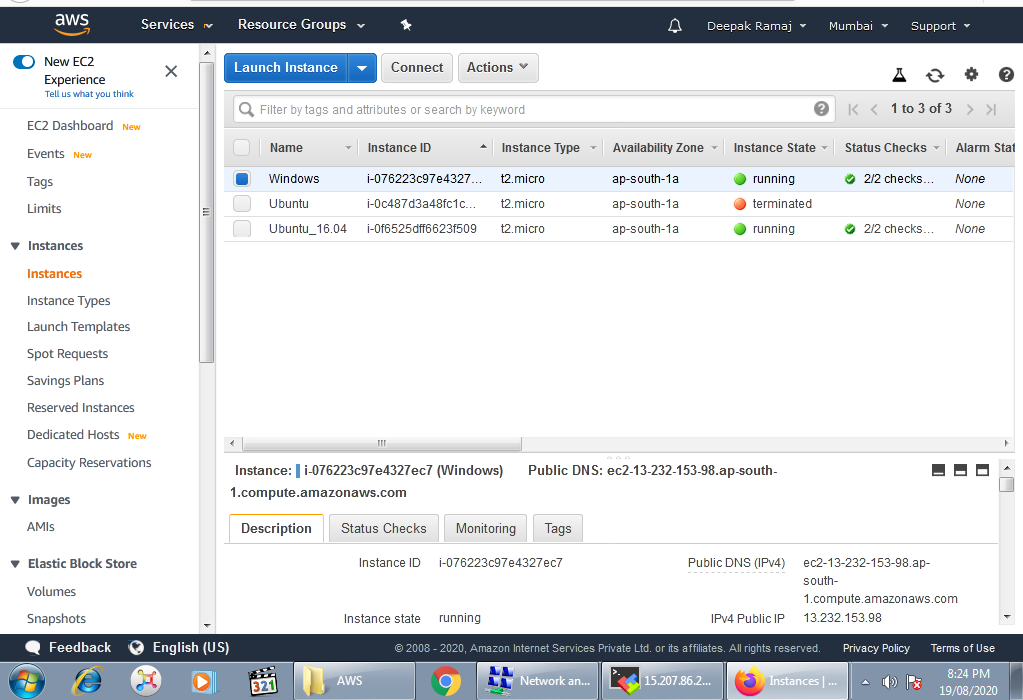 aws Services Resource Groups Deepak Ramaj Mumbai Support
New EC2
Experience
Tell us what you think
Launch Instance Connect Actions
Filter by tags and attributes or search by keyword 1 to 3 of 3
EC2 Dashboard New
Events New
Tags
Limits
Instances
Instances
Instance Types
Launch Templates
Spot Requests
Savings Plans
Reserved Instances
Dedicated Hosts New
Capacity Reservations
Images
AMIs
Elastic Block Store
Volumes
Snapshots
Name Instance ID Instance Type Availability Zone Instance State Status Checks Alarm Stat
Windows i-076223c97e4327... t2.micro ap-south-1a running 2/2 checks... None
Ubuntu i-0c487d3a48fc1c... t2.micro ap-south-1a terminated None
Ubuntu_16.04 i-0f6525dff6623f509 t2.micro ap-south-1a running 2/2 checks... None
Instance: i-076223c97e4327ec7 (Windows) Public DNS: ec2-13-232-153-98.ap-south-
1.compute.amazonaws.com
Description Status Checks Monitoring Tags
Instance ID i-076223c97e4327ec7 Public DNS (IPv4) ec2-13-232-153-98.ap-
south-
1.compute.amazonaws.com
Instance state running IPv4 Public IP 13.232.153.98
Feedback English (US) © 2008 - 2020, Amazon Internet Services Private Ltd. or its affiliates. All rights reserved. Privacy Policy Terms of Use
321 AWS Network an... 15.207.86.2... Instances | ... 8:24 PM
19/08/2020